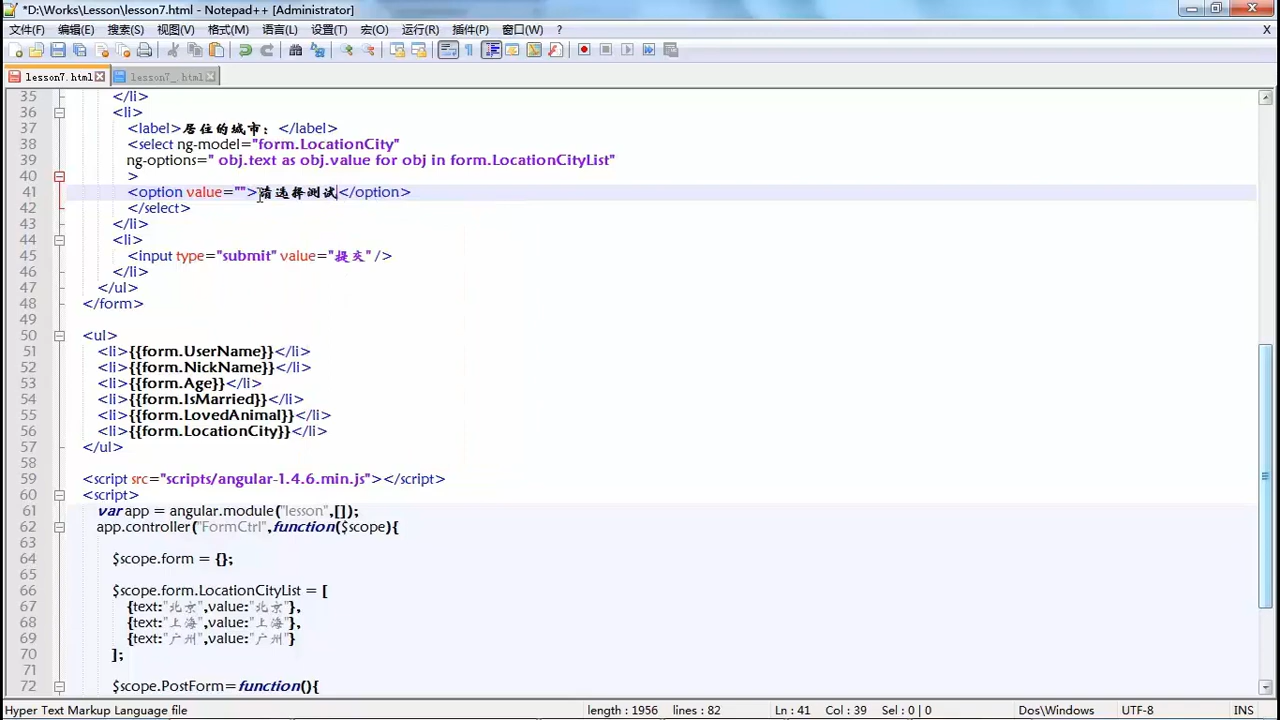 *D:\Works\Lesson\lesson7.html - Notepad++ [Administrator]
文件(F) 编辑(E) 搜索(S) 视图(V) 格式(M) 语言(L) 设置(T) 宏(O) 运行(R) 插件(P) 窗口(W) ? X
lesson7.html lesson7_.html
35 </li>
36 <li>
37 <label>居住的城市：</label>
38 <select ng-model="form.LocationCity"
39 ng-options=" obj.text as obj.value for obj in form.LocationCityList"
40 >
41 <option value="">请选择测试</option>
42 </select>
43 </li>
44 <li>
45 <input type="submit" value="提交" />
46 </li>
47 </ul>
48 </form>
49
50 <ul>
51 <li>{{form.UserName}}</li>
52 <li>{{form.NickName}}</li>
53 <li>{{form.Age}}</li>
54 <li>{{form.IsMarried}}</li>
55 <li>{{form.LovedAnimal}}</li>
56 <li>{{form.LocationCity}}</li>
57 </ul>
58
59 <script src="scripts/angular-1.4.6.min.js"></script>
60 <script>
61 var app = angular.module("lesson",[]);
62 app.controller("FormCtrl",function($scope){
63
64 $scope.form = {};
65
66 $scope.form.LocationCityList = [
67 {text:"北京",value:"北京"},
68 {text:"上海",value:"上海"},
69 {text:"广州",value:"广州"}
70 ];
71
72 $scope.PostForm=function(){
Hyper Text Markup Language file length : 1956 lines : 82 Ln : 41 Col : 39 Sel : 0 | 0 Dos\Windows UTF-8 INS